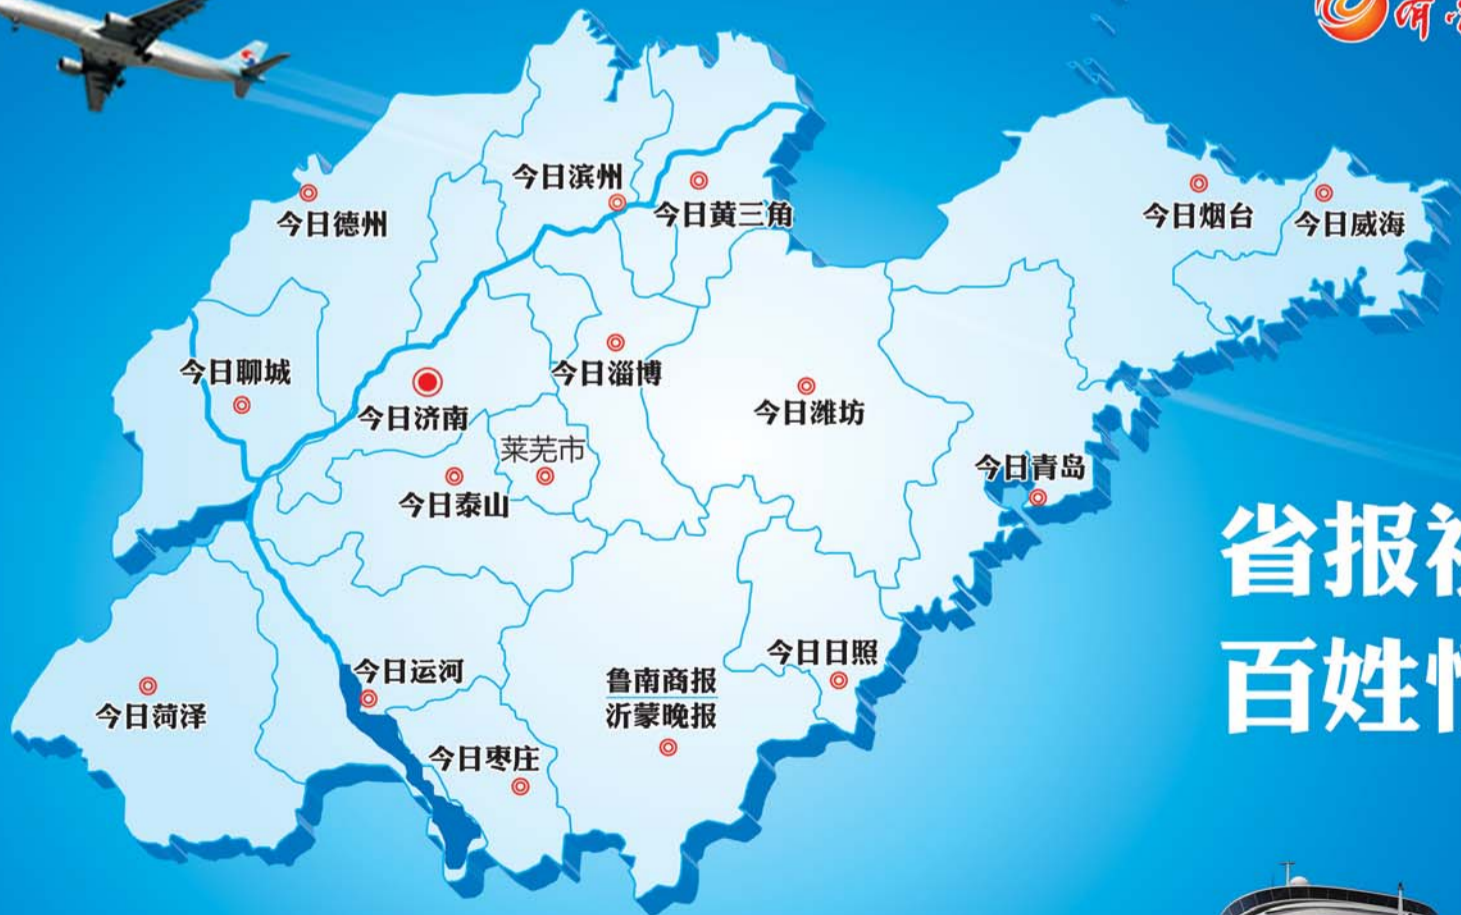 今日滨州
今日德州
今日黄三角
今日烟台
今日威海
今日聊城
今日济南
今日淄博
今日潍坊
莱芜市
今日泰山
今日青岛
省报
百姓
今日运河
今日日照
鲁南商报
沂蒙晚报
今日菏泽
今日枣庄